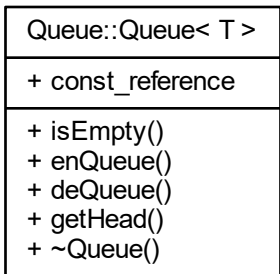 Queue::Queue< T >
+ const_reference
+ isEmpty()
+ enQueue()
+ deQueue()
+ getHead()
+ ~Queue()